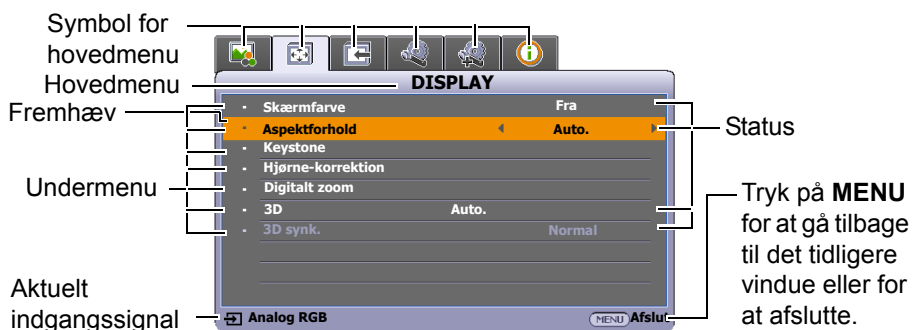 Symbol for
hovedmenu
Hovedmenu
DISPLAY
Fremhæv
- Skærmfarve Fra
- Aspektforhold Auto.
Status
- Keystone
- Hjørne-korrektion
Undermenu
- Digitalt zoom
- 3D Auto.
- 3D synk. Normal
Tryk på MENU
for at gå tilbage
til det tidligere
vindue eller for
at afslutte.
Aktuelt
indgangssignal
Analog RGB
MENU Afslut